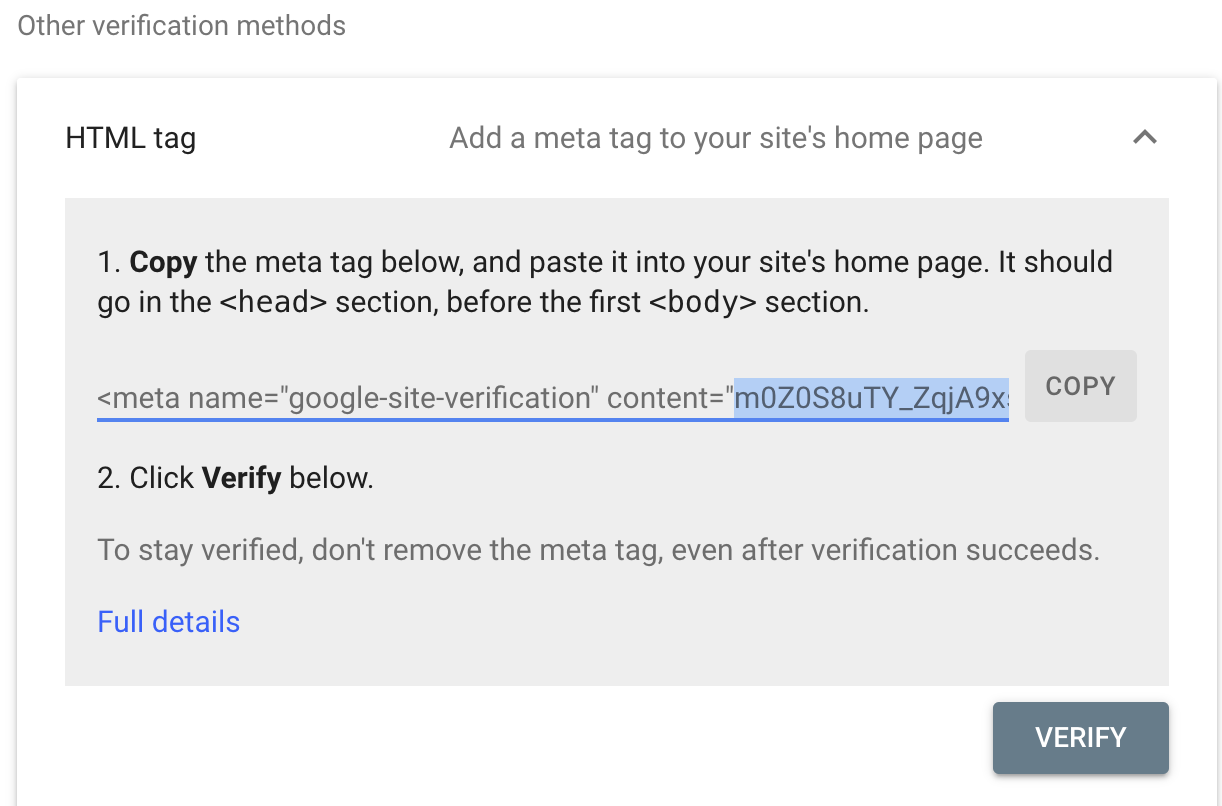 Other verification methods
HTML tag
Add a meta tag to your site's home page
1. Copy the meta tag below, and paste it into your site's home page. It should
go in the <head> section, before the first <body> section.
<meta name="google-site-verification" content="m0Z0S8uTY_ZqjA9xs
COPY
2. Click Verify below.
To stay verified, don't remove the meta tag, even after verification succeeds.
Full details
VERIFY